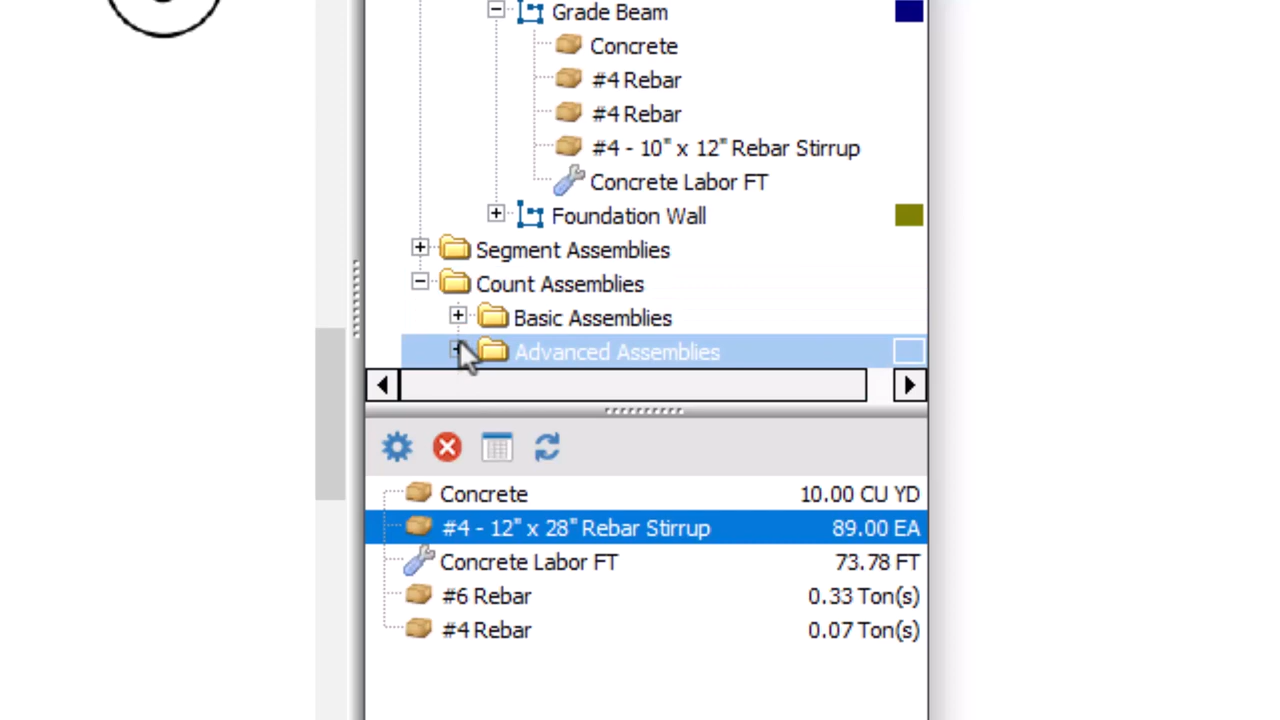 Grade Beam
Concrete
#4 Rebar
#4 Rebar
#4 - 10" x 12" Rebar Stirrup
Concrete Labor FT
Foundation Wall
Segment Assemblies
Count Assemblies
Basic Assemblies
Advanced Assemblies
Concrete 10.00 CU YD
#4 - 12" x 28" Rebar Stirrup 89.00 EA
Concrete Labor FT 73.78 FT
#6 Rebar 0.33 Ton(s)
#4 Rebar 0.07 Ton(s)